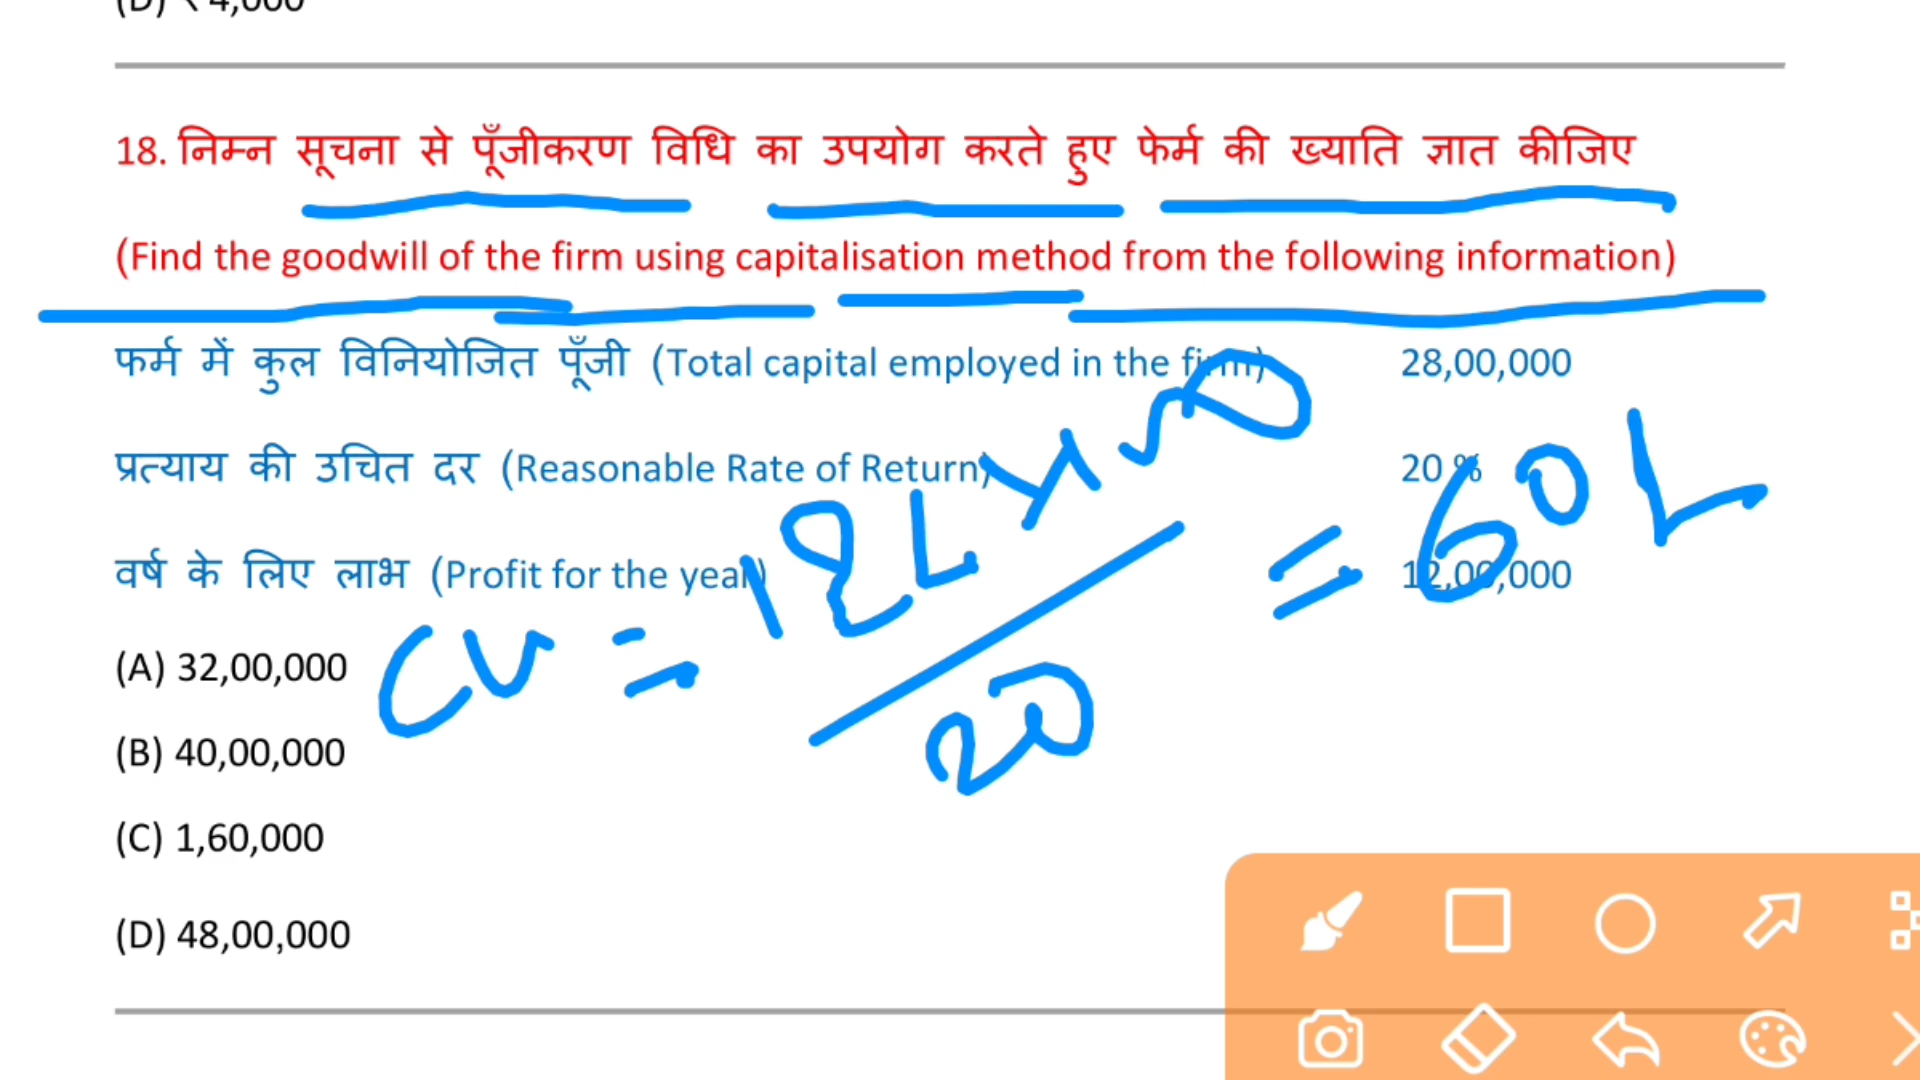 (D) ₹ 4,000
18. निम्न सूचना से पूँजीकरण विधि का उपयोग करते हुए फेर्म की ख्याति ज्ञात कीजिए
(Find the goodwill of the firm using capitalisation method from the following information)
फर्म में कुल विनियोजित पूँजी (Total capital employed in the firm) 28,00,000
प्रत्याय की उचित दर (Reasonable Rate of Return) 20 %
वर्ष के लिए लाभ (Profit for the year) 12,00,000
CV = 12L × 100 / 20 = 60L
(A) 32,00,000
(B) 40,00,000
(C) 1,60,000
(D) 48,00,000